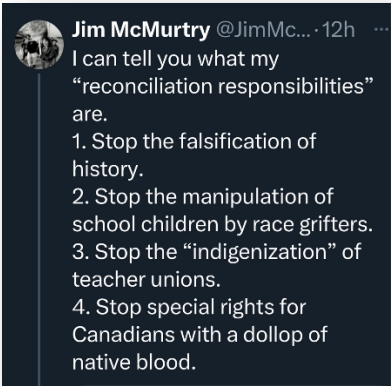 Jim McMurtry @JimMc... · 12h ...
I can tell you what my
“reconciliation responsibilities”
are.
1. Stop the falsification of
history.
2. Stop the manipulation of
school children by race grifters.
3. Stop the “indigenization” of
teacher unions.
4. Stop special rights for
Canadians with a dollop of
native blood.